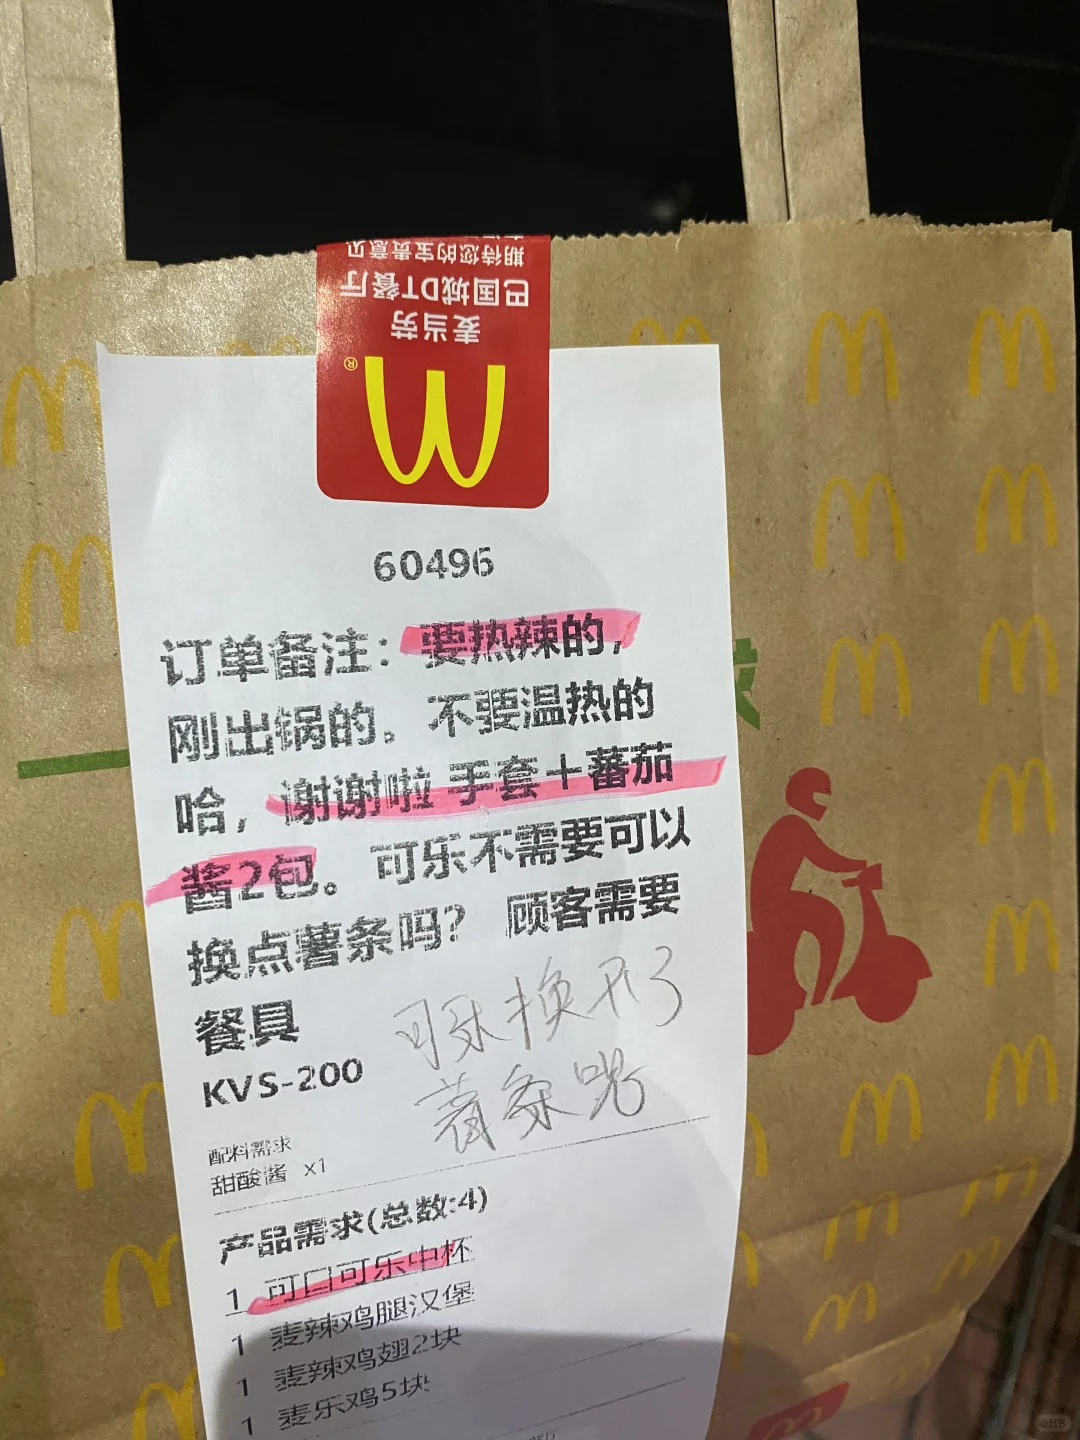 麦当劳
巴国城DT餐厅
期待您的宝贵意见
®
60496
订单备注：要热辣的，
刚出锅的。不要温热的
哈，谢谢啦 手套＋蕃茄
酱2包。可乐不需要可以
换点薯条吗？ 顾客需要
餐具
KVS-200
可乐换不了
薯条哦
配料需求
甜酸酱 x1
产品需求(总数:4)
1 可口可乐中杯
1 麦辣鸡腿汉堡
1 麦辣鸡翅2块
1 麦乐鸡5块
小红书